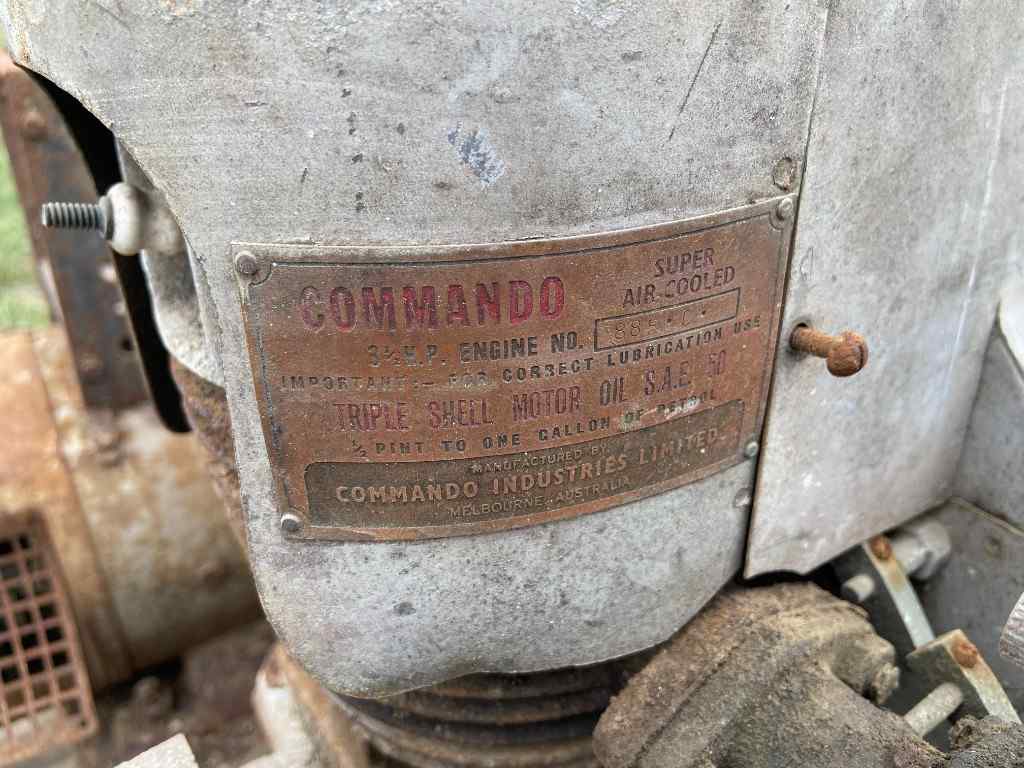 COMMANDO
SUPER
AIR-COOLED
3½ H.P. ENGINE NO.
IMPORTANT:- FOR CORRECT LUBRICATION USE
TRIPLE SHELL MOTOR OIL S.A.E. 50
½ PINT TO ONE GALLON OF PETROL
MANUFACTURED BY
COMMANDO INDUSTRIES LIMITED.
MELBOURNE, AUSTRALIA